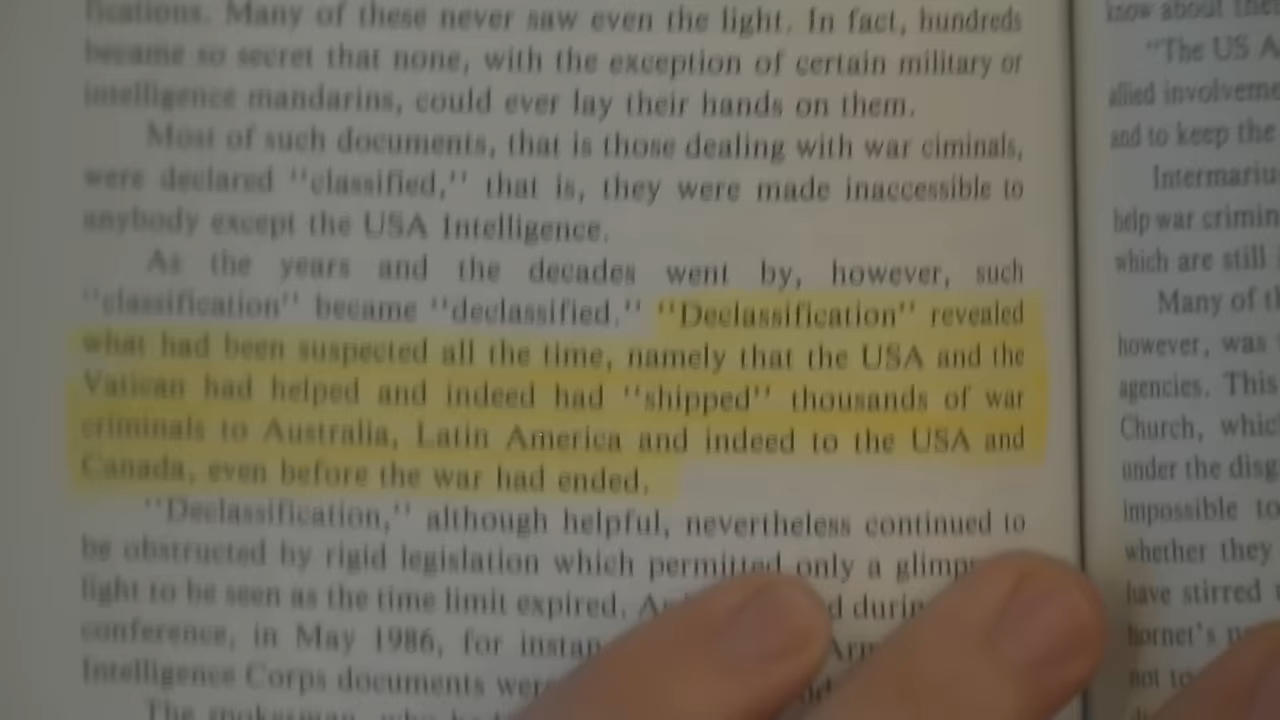 fications. Many of these never saw even the light. In fact, hundreds
became so secret that none, with the exception of certain military or
intelligence mandarins, could ever lay their hands on them.
Most of such documents, that is those dealing with war ciminals,
were declared "classified," that is, they were made inaccessible to
anybody except the USA Intelligence.
As the years and the decades went by, however, such
"classification" became "declassified." "Declassification" revealed
what had been suspected all the time, namely that the USA and the
Vatican had helped and indeed had "shipped" thousands of war
criminals to Australia, Latin America and indeed to the USA and
Canada, even before the war had ended.
"Declassification," although helpful, nevertheless continued to
be obstructed by rigid legislation which permitted only a
light to be seen as the time limit expired.
conference, in May 1986, for
Intelligence Corps documents
The
know about
"The US
allied
and to keep the
help war
which are still
Many of
however, was
agencies. This
Church,
under the
impossible to
whether they
have stirred
hornet's
not to